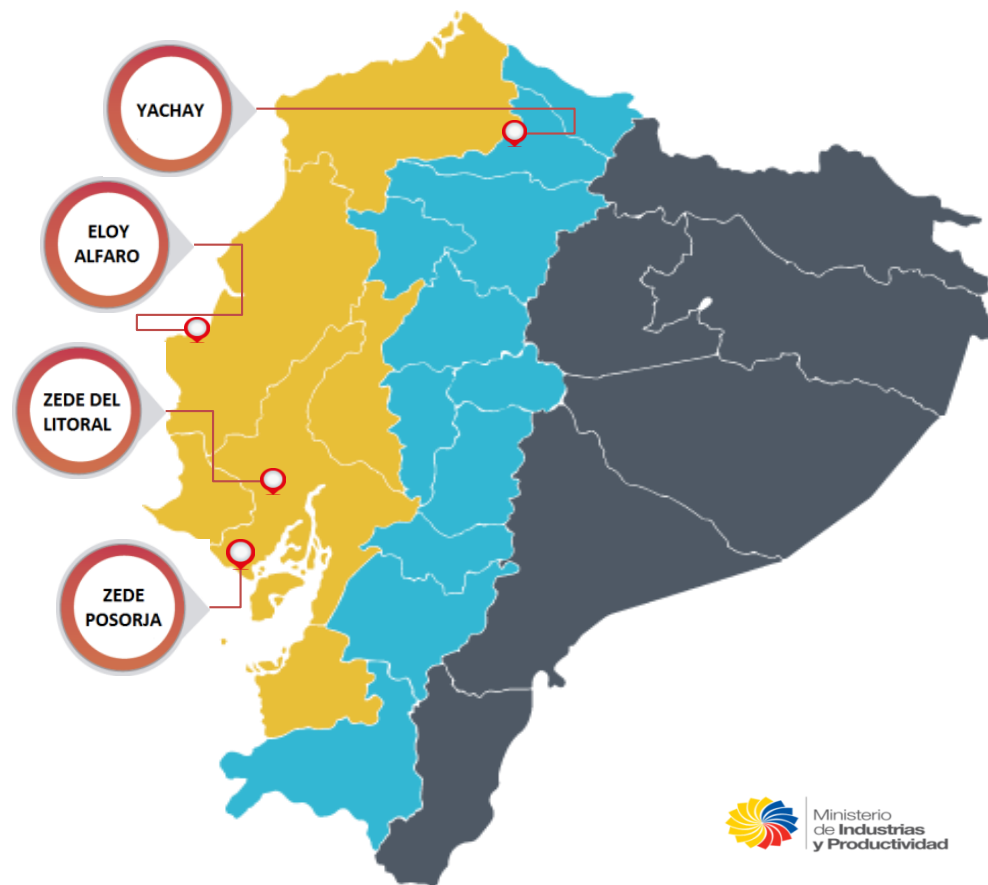 YACHAY
ELOY
ALFARO
ZEDE DEL
LITORAL
ZEDE
POSORJA
Ministerio
de Industrias
y Productividad